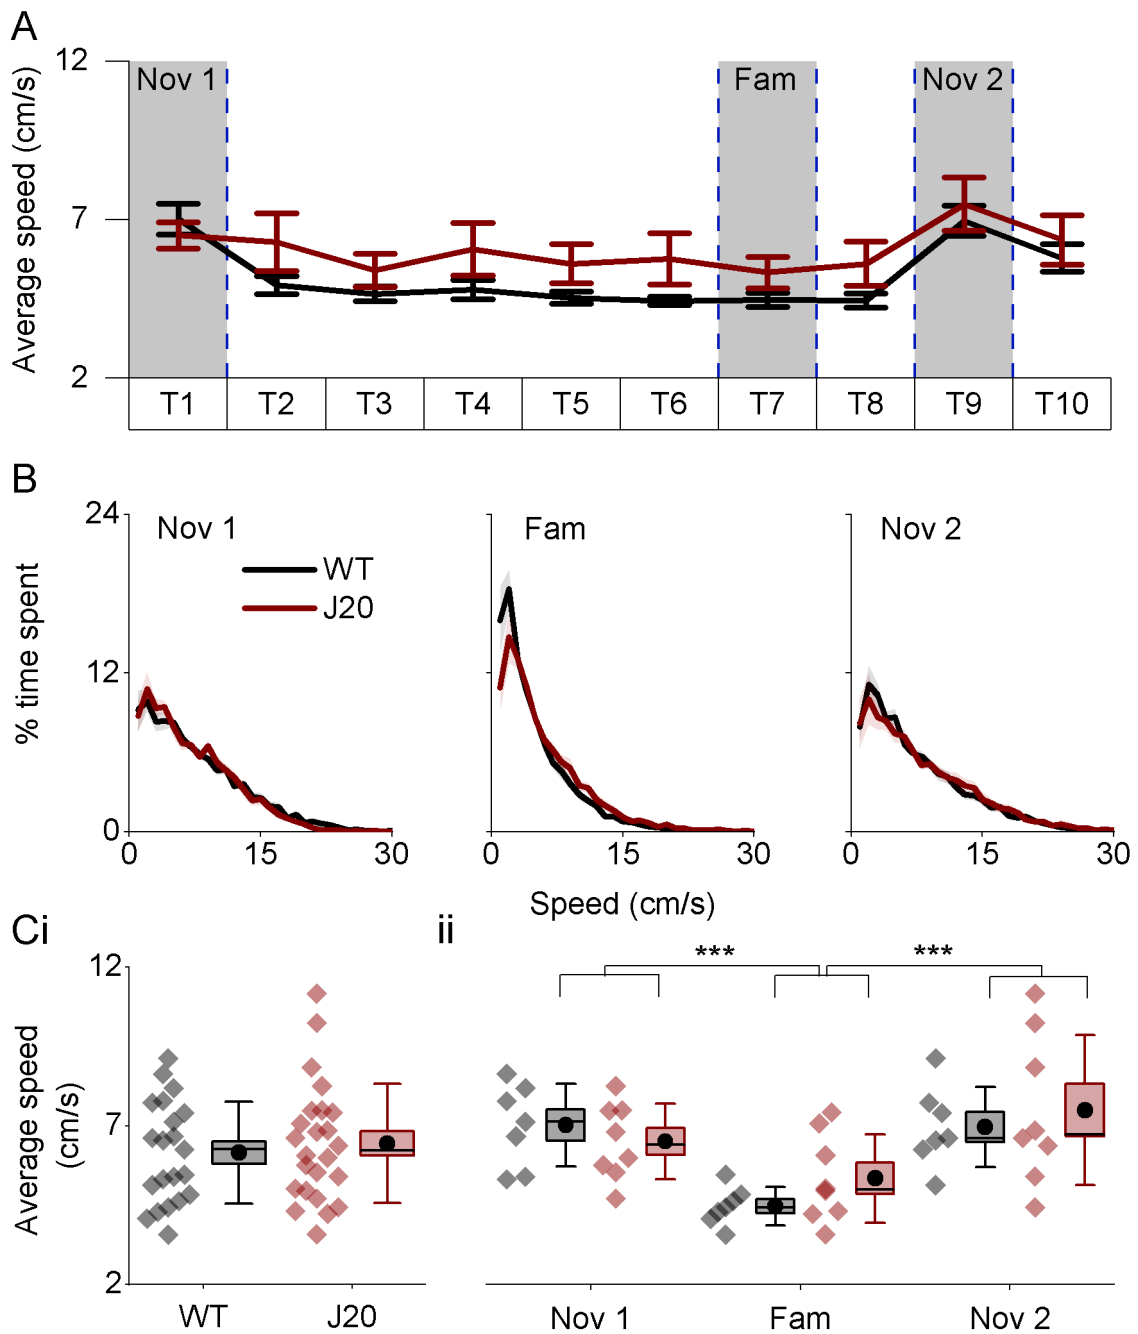 A
Average speed (cm/s)
12
7
2
Nov 1
Fam
Nov 2
T1 T2 T3 T4 T5 T6 T7 T8 T9 T10
B
% time spent
24
12
0
Nov 1
Fam
Nov 2
WT
J20
0 15 30
0 15 30
0 15 30
Speed (cm/s)
Ci
ii
Average speed
(cm/s)
12
7
2
*** ***
WT J20
Nov 1 Fam Nov 2